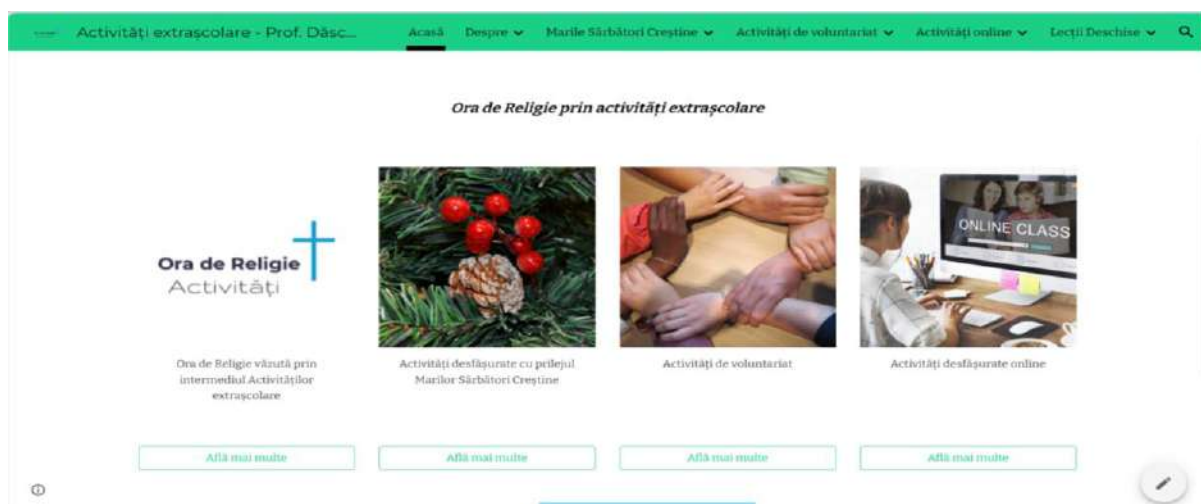 Activități extrașcolare - Prof. Dăsc...
Acasă Despre Marile Sărbători Creștine Activități de voluntariat Activități online Lecții Deschise
Ora de Religie prin activități extrașcolare
Ora de Religie
Activități
ONLINE CLASS
Ora de Religie văzută prin
intermediul Activităților
extrașcolare
Activități desfășurate cu prilejul
Marilor Sărbători Creștine
Activități de voluntariat
Activități desfășurate online
Află mai multe Află mai multe Află mai multe Află mai multe